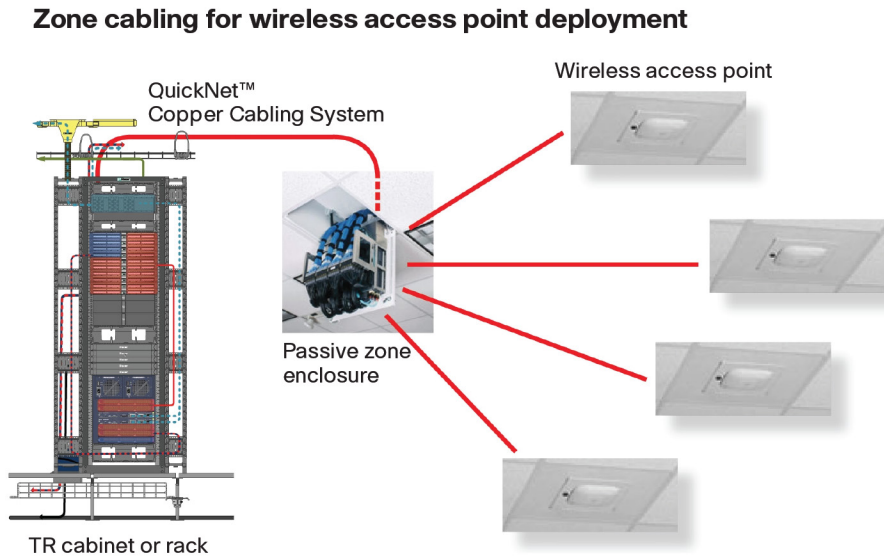 Zone cabling for wireless access point deployment
QuickNet™
Copper Cabling System
Wireless access point
Passive zone
enclosure
TR cabinet or rack